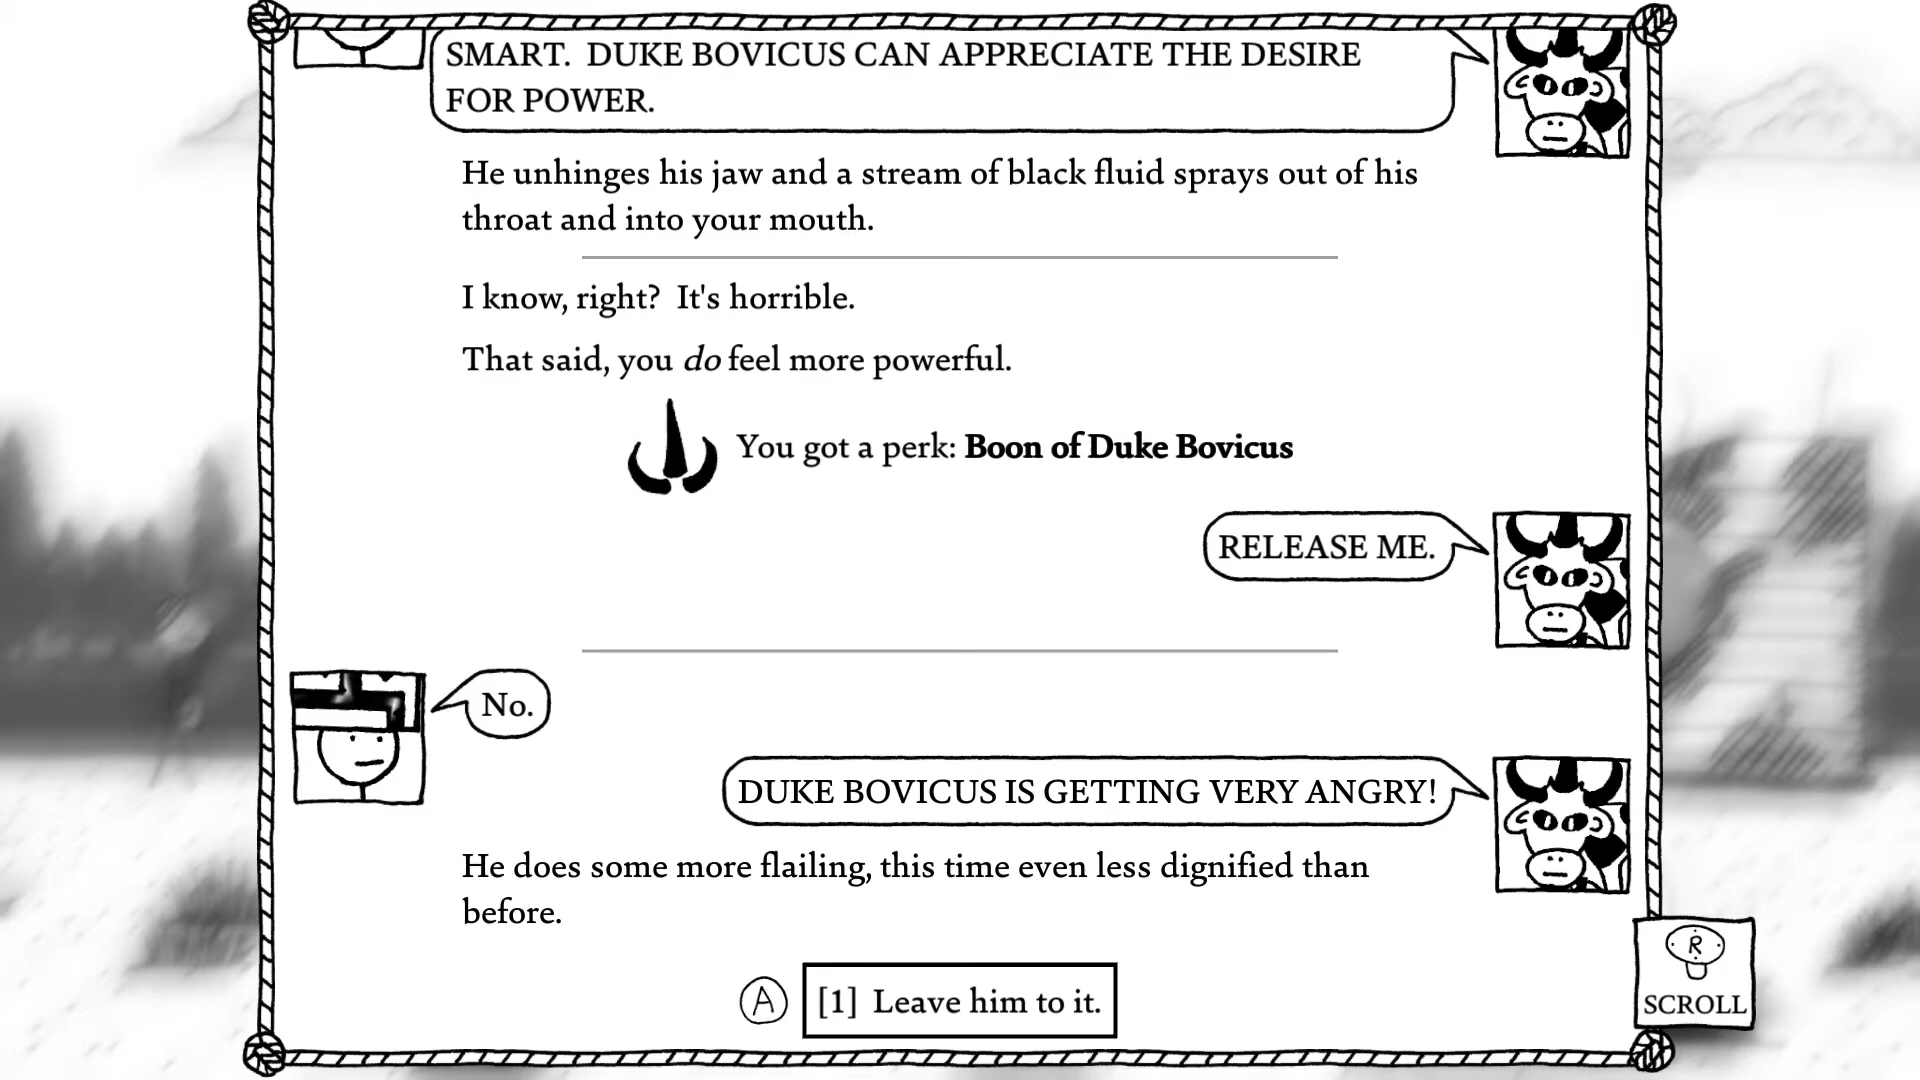 SMART.  DUKE BOVICUS CAN APPRECIATE THE DESIRE
FOR POWER.
He unhinges his jaw and a stream of black fluid sprays out of his
throat and into your mouth.
I know, right?  It's horrible.
That said, you do feel more powerful.
You got a perk: Boon of Duke Bovicus
RELEASE ME.
No.
DUKE BOVICUS IS GETTING VERY ANGRY!
He does some more flailing, this time even less dignified than
before.
A [1]  Leave him to it.
R
SCROLL